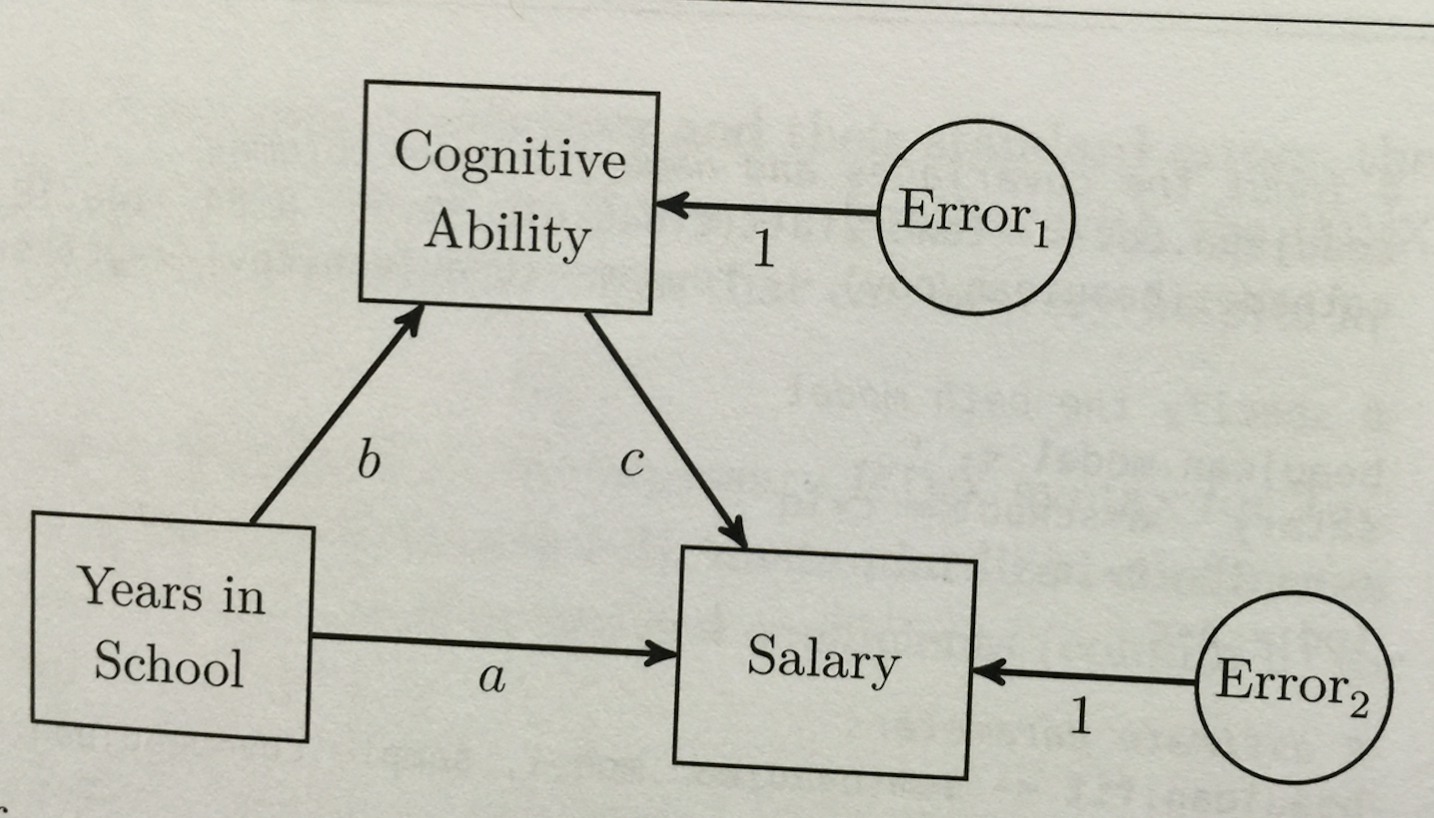 Cognitive
Ability
Error₁
1
b
c
Years in
School
a
Salary
Error₂
1